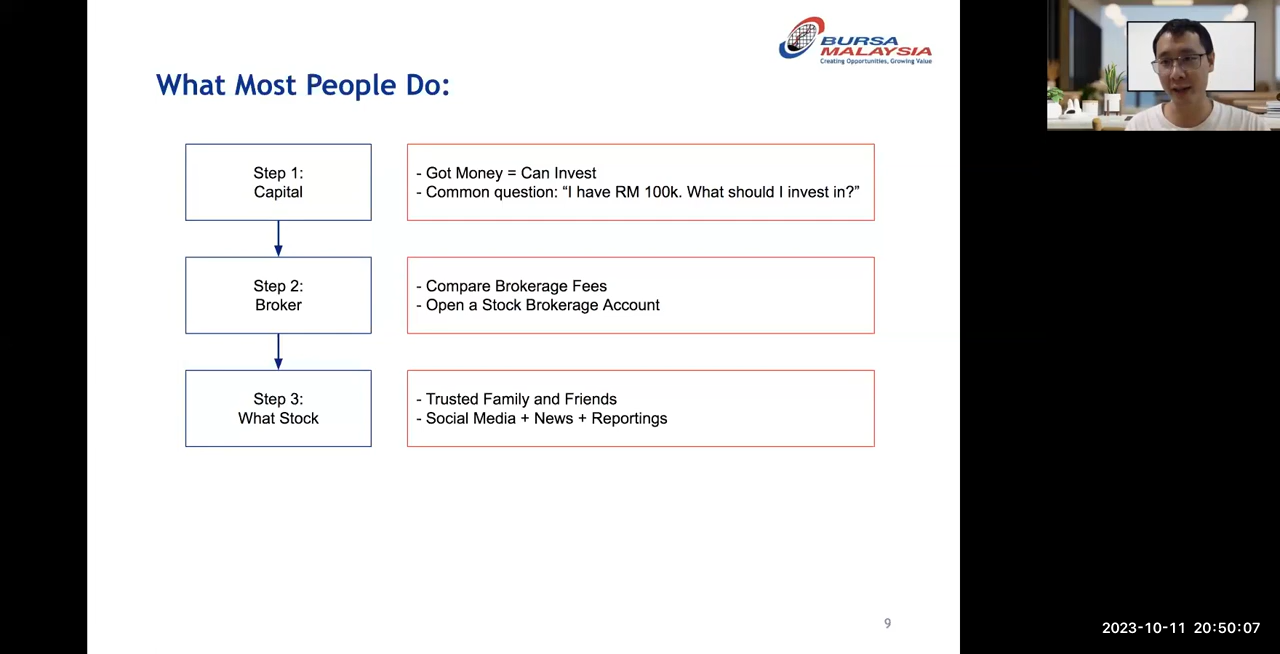 BURSA
MALAYSIA
Creating Opportunities, Growing Value
What Most People Do:
Step 1:
Capital
- Got Money = Can Invest
- Common question: “I have RM 100k. What should I invest in?”
Step 2:
Broker
- Compare Brokerage Fees
- Open a Stock Brokerage Account
Step 3:
What Stock
- Trusted Family and Friends
- Social Media + News + Reportings
9
2023-10-11 20:50:07